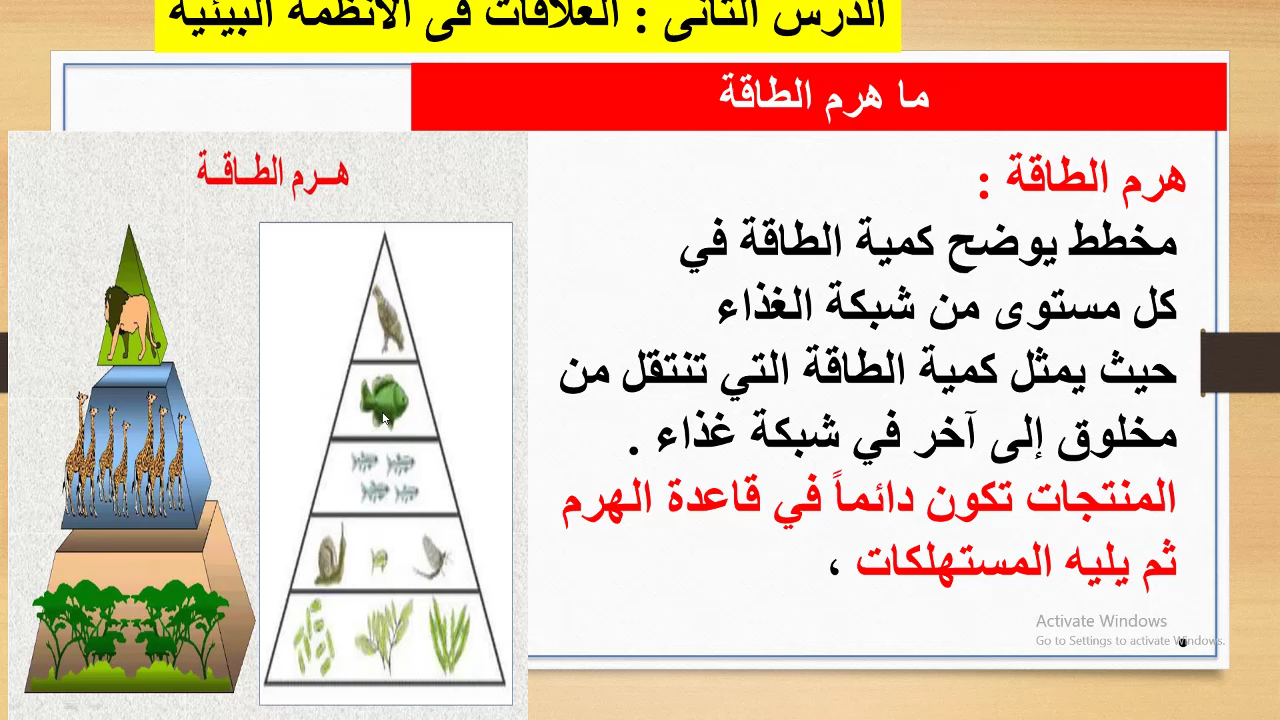 الدرس الثانى : العلاقات فى الأنظمة البيئية
ما هرم الطاقة
هـرم الطـاقـة
هرم الطاقة :
مخطط يوضح كمية الطاقة في
كل مستوى من شبكة الغذاء
حيث يمثل كمية الطاقة التي تنتقل من
مخلوق إلى آخر في شبكة غذاء .
المنتجات تكون دائماً في قاعدة الهرم
ثم يليه المستهلكات ،
Activate Windows
Go to Settings to activate Windows.